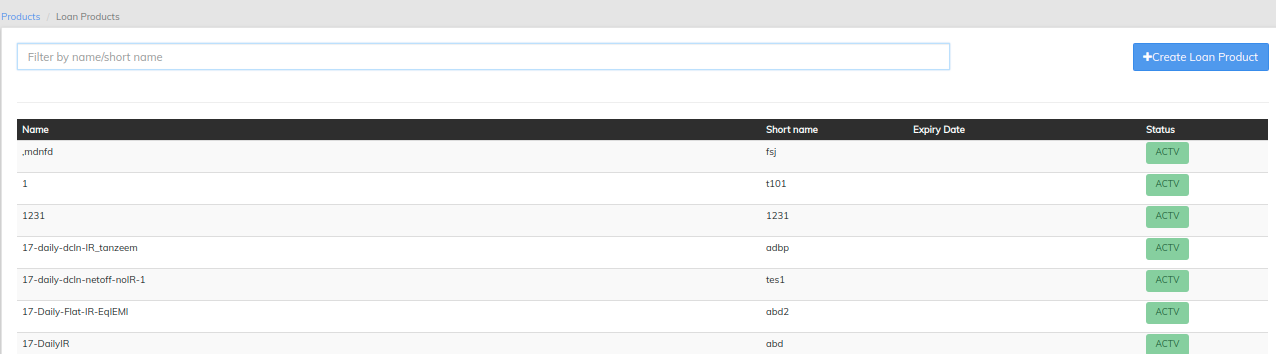 Products / Loan Products
Filter by name/short name
+Create Loan Product
Name Short name Expiry Date Status
,mdnfd fsj ACTV
1 t101 ACTV
1231 1231 ACTV
17-daily-dcln-IR_tanzeem adbp ACTV
17-daily-dcln-netoff-noIR-1 tes1 ACTV
17-Daily-Flat-IR-EqlEMI abd2 ACTV
17-DailyIR abd ACTV